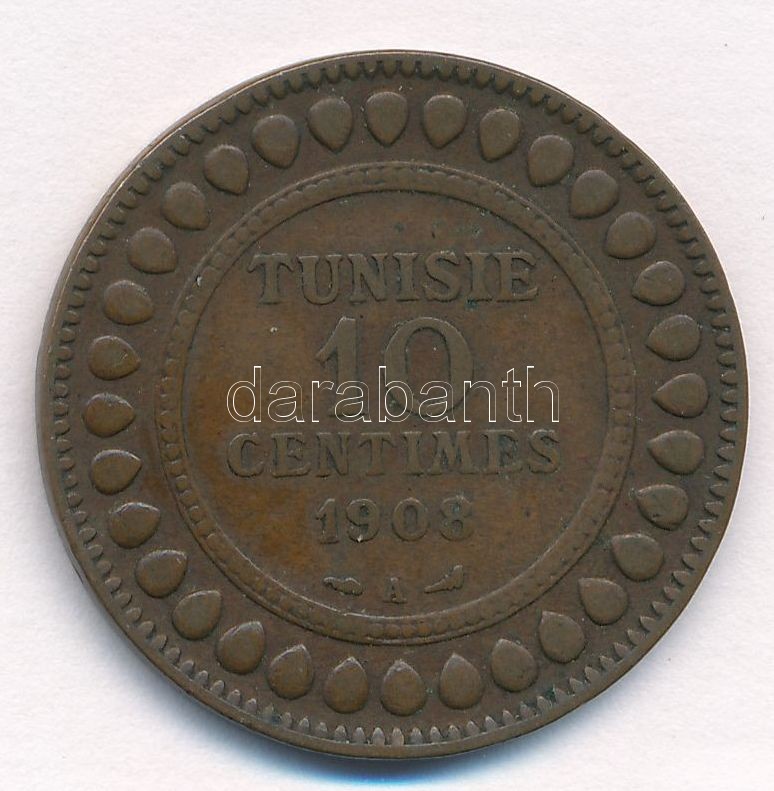 TUNISIE
10
darabanth
CENTIMES
1908
A